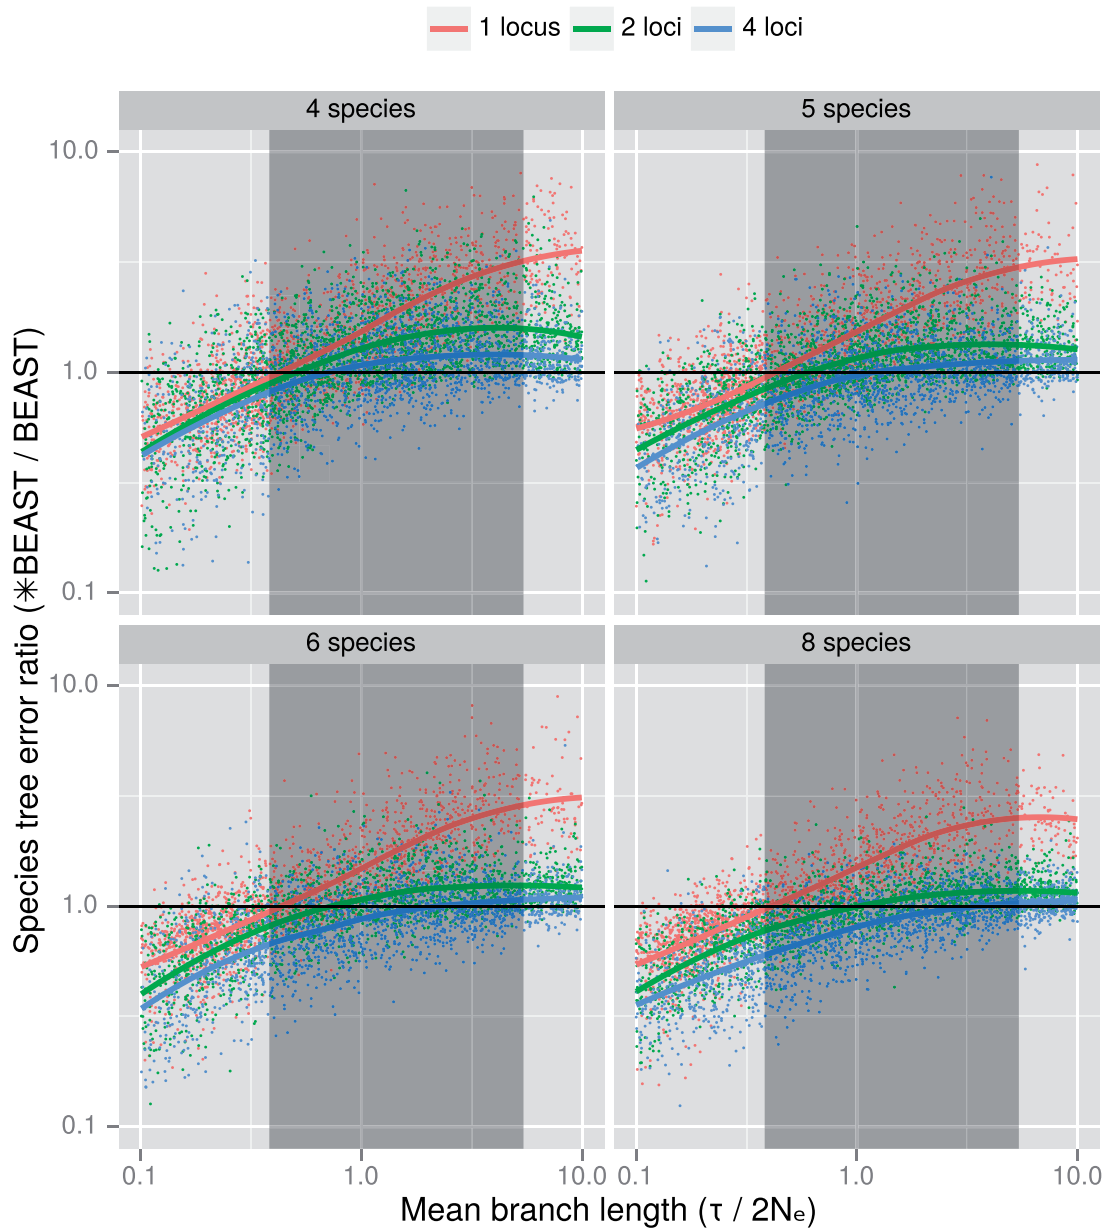 1 locus 2 loci 4 loci
4 species 5 species
10.0
1.0
0.1
6 species 8 species
10.0
1.0
0.1
0.1 1.0 10.0 0.1 1.0 10.0
Mean branch length (τ / 2Nₑ)
Species tree error ratio (∗BEAST / BEAST)